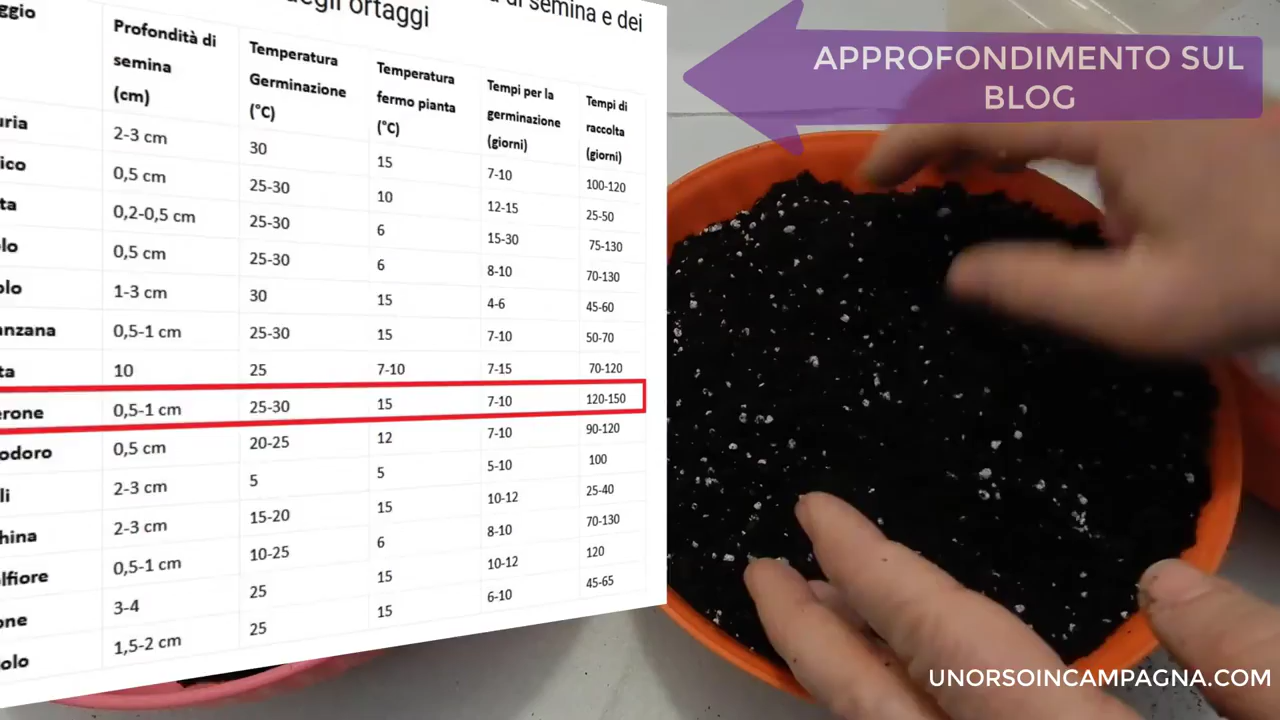 di semina e dei
degli ortaggi
ggio Profondità di semina (cm) Temperatura Germinazione (°C) Temperatura fermo pianta (°C) Tempi per la germinazione (giorni) Tempi di raccolta (giorni)
uria 2-3 cm 30 15 7-10 100-120
ico 0,5 cm 25-30 10 12-15 25-50
ta 0,2-0,5 cm 25-30 6 15-30 75-130
olo 0,5 cm 25-30 6 8-10 70-130
olo 1-3 cm 30 15 4-6 45-60
anzana 0,5-1 cm 25-30 15 7-10 50-70
ta 10 25 7-10 7-15 70-120
erone 0,5-1 cm 25-30 15 7-10 120-150
odoro 0,5 cm 20-25 12 7-10 90-120
li 2-3 cm 5 5 5-10 100
hina 2-3 cm 15-20 15 10-12 25-40
lfiore 0,5-1 cm 10-25 6 8-10 70-130
one 3-4 25 15 10-12 120
olo 1,5-2 cm 25 15 6-10 45-65
APPROFONDIMENTO SUL
BLOG
UNORSOINCAMPAGNA.COM